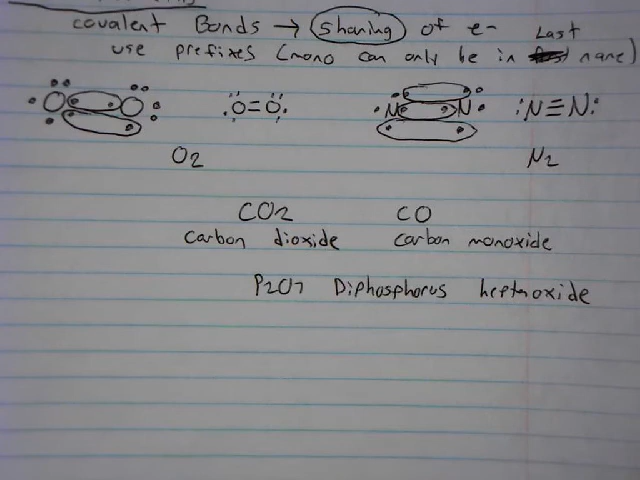 covalent Bonds → sharing of e- Last
use prefixes (mono can only be in name)
O O O=O N N :N≡N:
O2 N2
CO2 CO
carbon dioxide carbon monoxide
P2O7 Diphosphorus heptaoxide